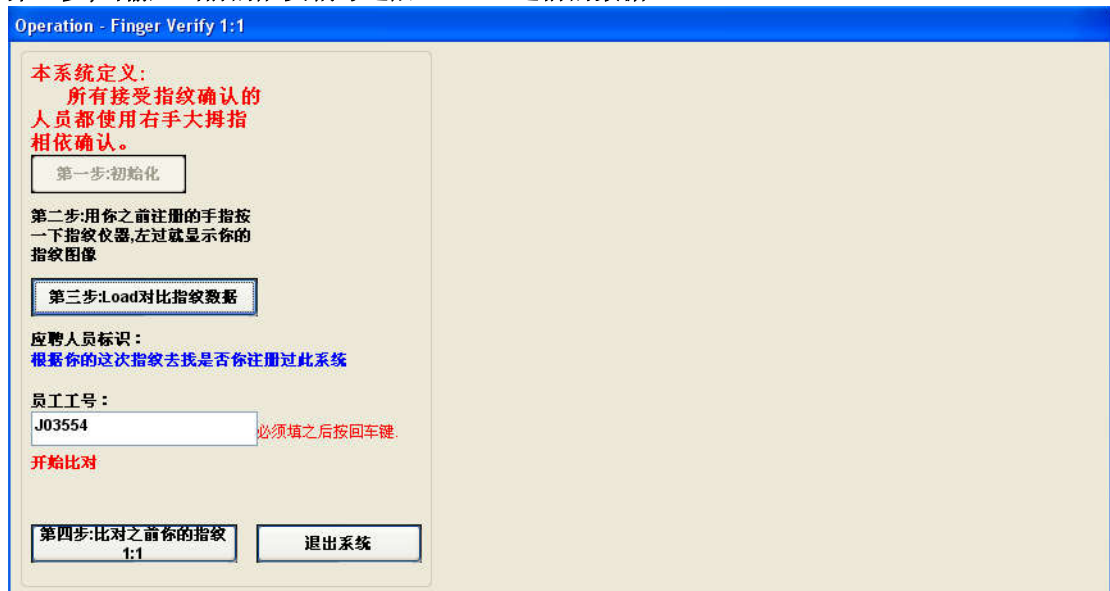 Operation - Finger Verify 1:1
本系统定义:
所有接受指纹确认的
人员都使用右手大拇指
相依确认。
第一步:初始化
第二步:用你之前注册的手指按
一下指纹仪器,左过就显示你的
指纹图像
第三步:Load对比指纹数据
应聘人员标识：
根据你的这次指纹去找是否你注册过此系统
员工工号：
J03554
必须填之后按回车键.
开始比对
第四步:比对之前你的指纹
1:1
退出系统